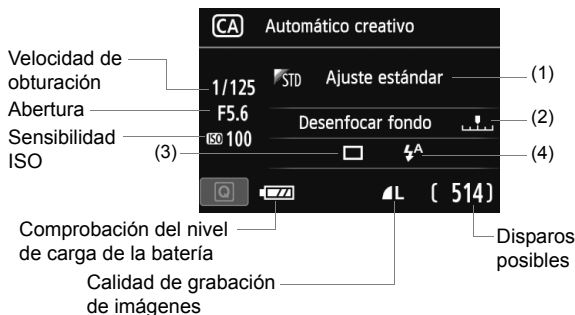 CA Automático creativo
Velocidad de
obturación
1/125
STD Ajuste estándar
(1)
Abertura
F5.6
Desenfocar fondo
(2)
Sensibilidad
ISO
ISO 100
(3)
A
(4)
Q
L
(514)
Comprobación del nivel
de carga de la batería
Disparos
posibles
Calidad de grabación
de imágenes